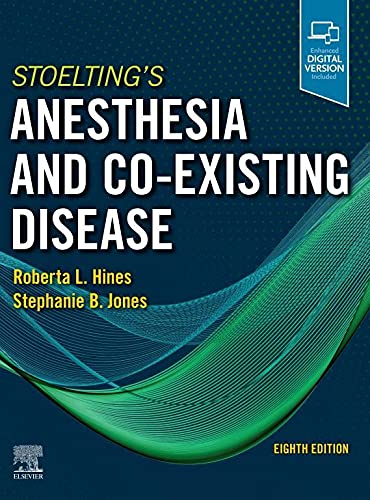 Enhanced
DIGITAL
VERSION
Included
STOELTING'S
ANESTHESIA
AND CO-EXISTING
DISEASE
Roberta L. Hines
Stephanie B. Jones
EIGHTH EDITION
ELSEVIER